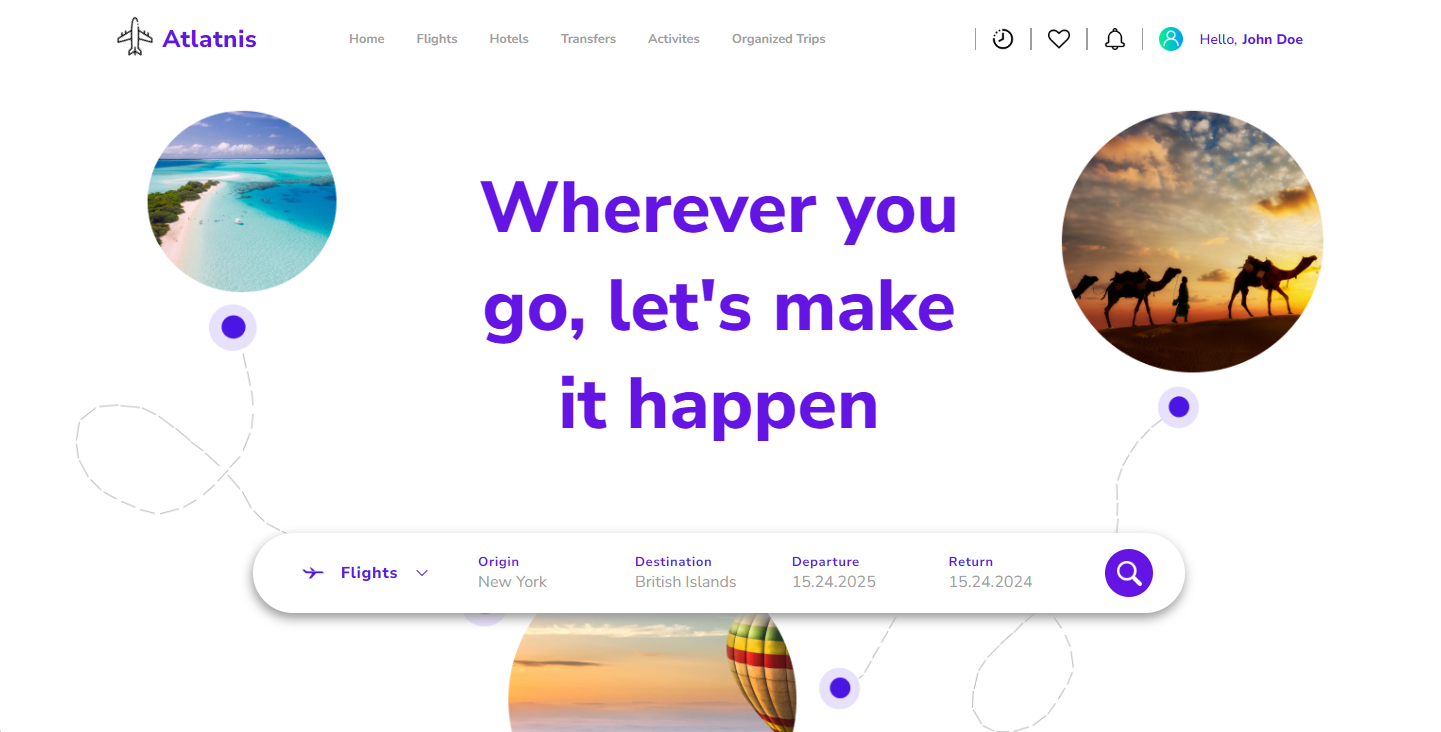 Atlatnis
Home Flights Hotels Transfers Activites Organized Trips
Hello, John Doe
Wherever you
go, let's make
it happen
Flights
Origin
New York
Destination
British Islands
Departure
15.24.2025
Return
15.24.2024